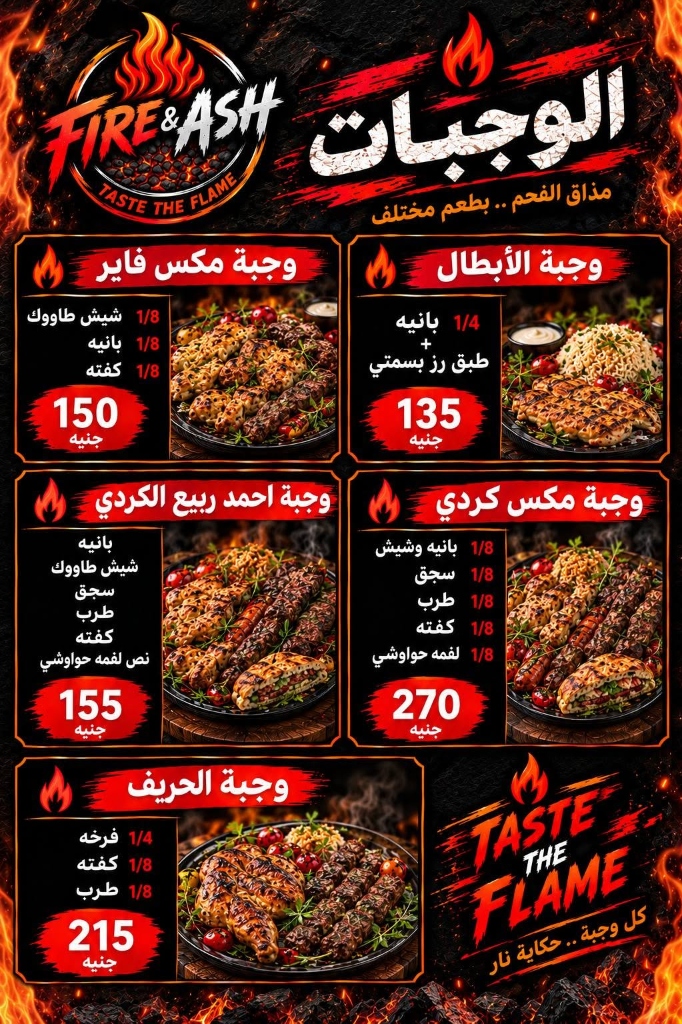 FIRE & ASH
TASTE THE FLAME
الوجبات
مذاق الفحم .. بطعم مختلف
وجبة الأبطال
1/4 بانيه
+
طبق رز بسمتي
135
جنيه
وجبة مكس فاير
1/8 شيش طاووك
1/8 بانيه
1/8 كفته
150
جنيه
وجبة مكس كردي
1/8 بانيه وشيش
1/8 سجق
1/8 طرب
1/8 كفته
1/8 لفمه حواوشي
270
جنيه
وجبة احمد ربيع الكردي
بانيه
شيش طاووك
سجق
طرب
كفته
نص لفمه حواوشي
155
جنيه
وجبة الحريف
1/4 فرخه
1/8 كفته
1/8 طرب
215
جنيه
TASTE
THE
FLAME
كل وجبة .. حكاية نار